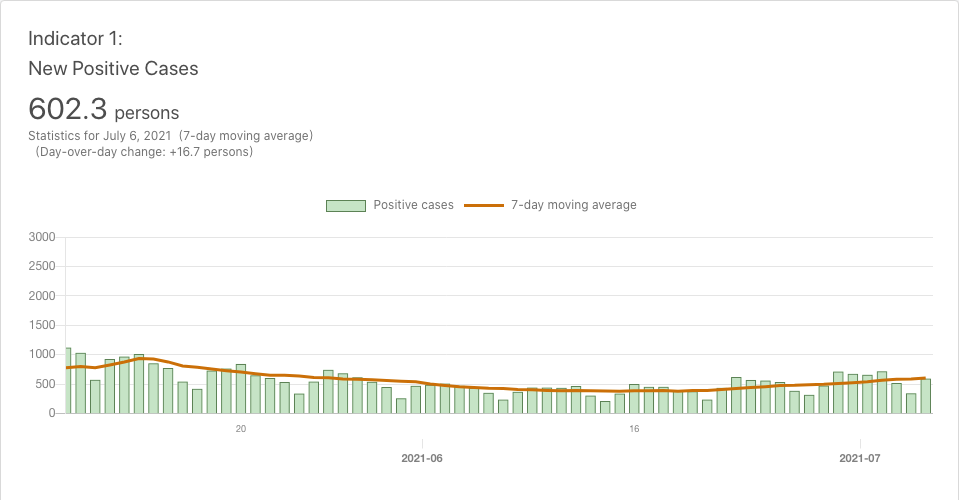 Indicator 1:
New Positive Cases
602.3 persons
Statistics for July 6, 2021 (7-day moving average)
(Day-over-day change: +16.7 persons)
Positive cases 7-day moving average
3000
2500
2000
1500
1000
500
0
20 16
2021-06 2021-07